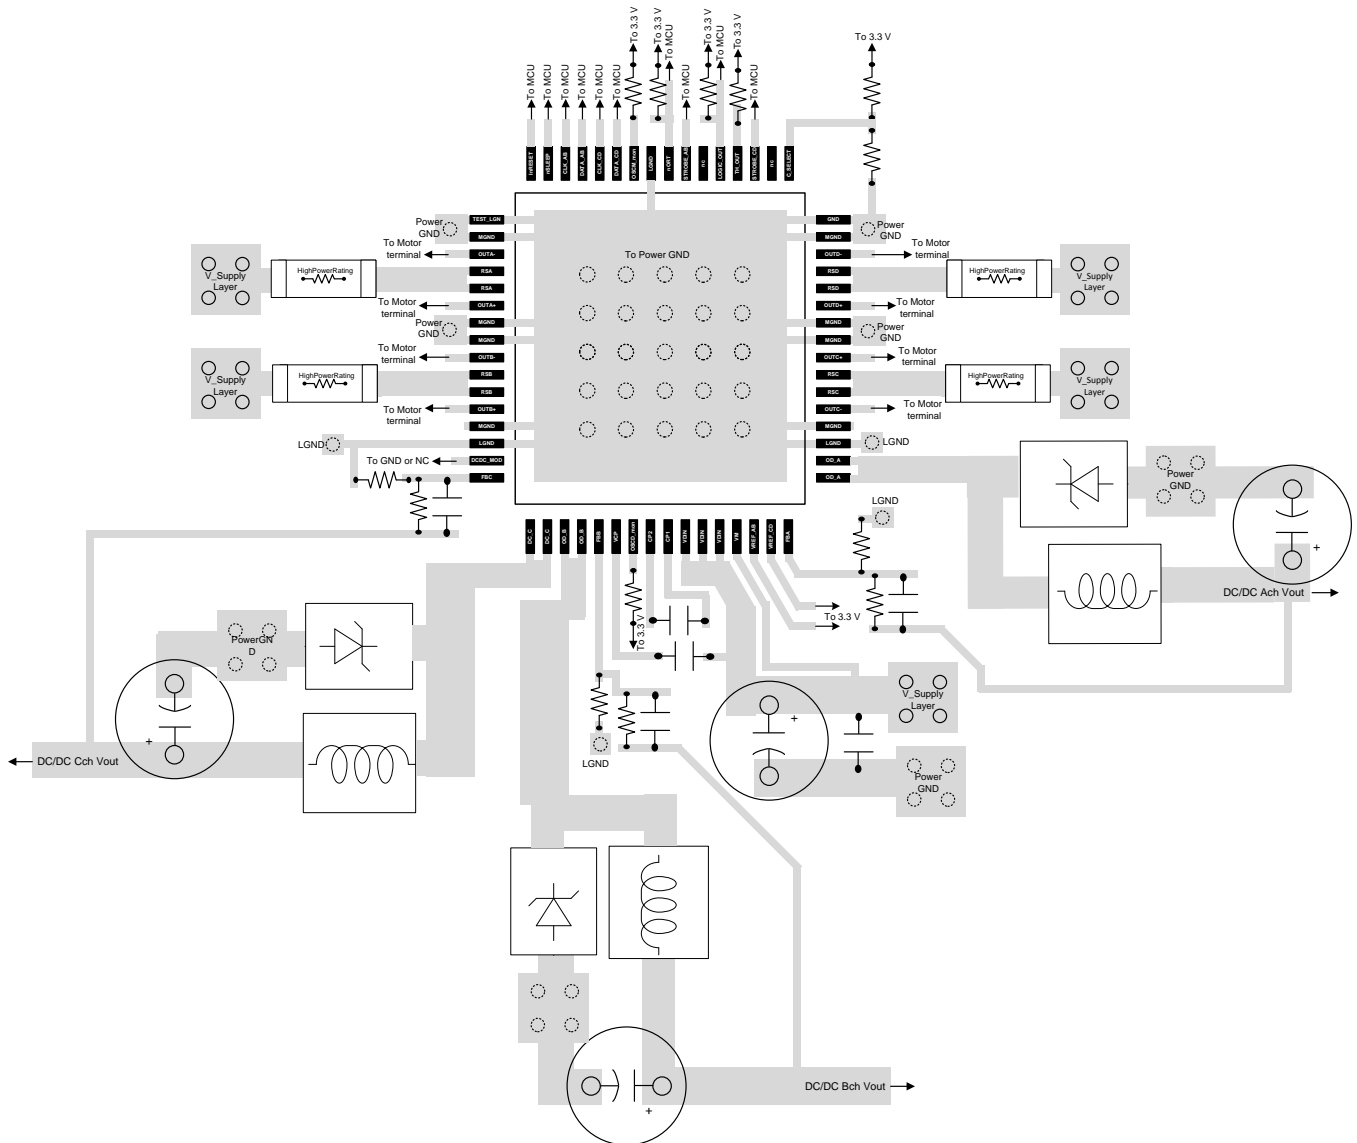 To 3.3 V
To 3.3 V
To MCU
To 3.3 V
To MCU
To 3.3 V
To 3.3 V
To MCU
To MCU
To MCU
To MCU
To MCU
To MCU
To MCU
To MCU
nSLEEP
CLK_AB
DATA_AB
CLK_CD
DATA_CD
OSCM_mon
LGND
nORT
STROBE_AB
nc
LOGIC_OUT
TH_OUT
STROBE_CD
nc
C_SELECT
Power
GND
TEST_LGN
MGND
GND
MGND
Power
GND
To Motor
terminal
OUTA-
To Power GND
OUTD-
To Motor
terminal
V_Supply
Layer
HighPowerRating
RSA
RSA
RSD
RSD
HighPowerRating
V_Supply
Layer
To Motor
terminal
OUTA+
OUTD+
To Motor
terminal
Power
GND
MGND
MGND
MGND
MGND
Power
GND
To Motor
terminal
OUTB-
OUTC+
To Motor
terminal
V_Supply
Layer
HighPowerRating
RSB
RSB
RSC
RSC
HighPowerRating
V_Supply
Layer
To Motor
terminal
OUTB+
OUTC-
To Motor
terminal
MGND
MGND
LGND
LGND
LGND
LGND
To GND or NC
DCDC_MOD
OD_A
FBC
OD_A
Power
GND
LGND
DC_C
DC_C
OD_B
OD_B
FBB
VCP
OSCD_mon
CP2
CP1
VDIN
VDIN
VDIN
VM
VREF_AB
VREF_CD
FBA
+
DC/DC Ach Vout
To 3.3 V
To 3.3 V
PowerGN
D
V_Supply
Layer
+
+
DC/DC Cch Vout
LGND
Power
GND
DC/DC Bch Vout
+